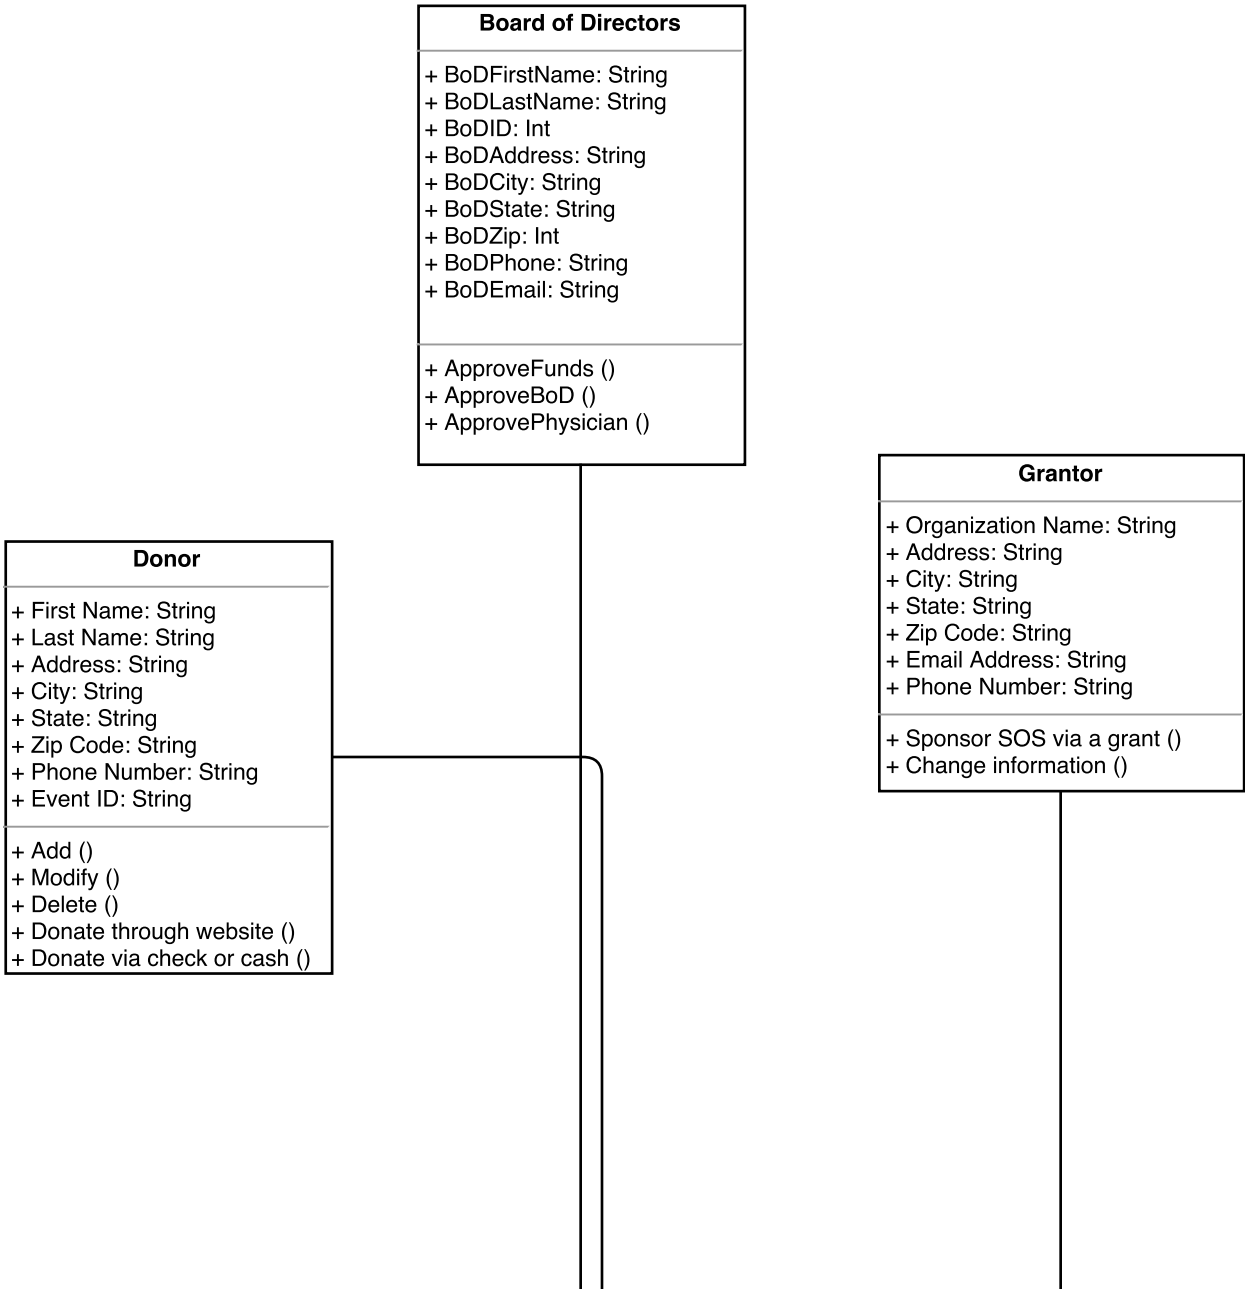 Board of Directors
+ BoDFirstName: String
+ BoDLastName: String
+ BoDID: Int
+ BoDAddress: String
+ BoDCity: String
+ BoDState: String
+ BoDZip: Int
+ BoDPhone: String
+ BoDEmail: String
+ ApproveFunds ()
+ ApproveBoD ()
+ ApprovePhysician ()
Grantor
+ Organization Name: String
+ Address: String
+ City: String
+ State: String
+ Zip Code: String
+ Email Address: String
+ Phone Number: String
+ Sponsor SOS via a grant ()
+ Change information ()
Donor
+ First Name: String
+ Last Name: String
+ Address: String
+ City: String
+ State: String
+ Zip Code: String
+ Phone Number: String
+ Event ID: String
+ Add ()
+ Modify ()
+ Delete ()
+ Donate through website ()
+ Donate via check or cash ()